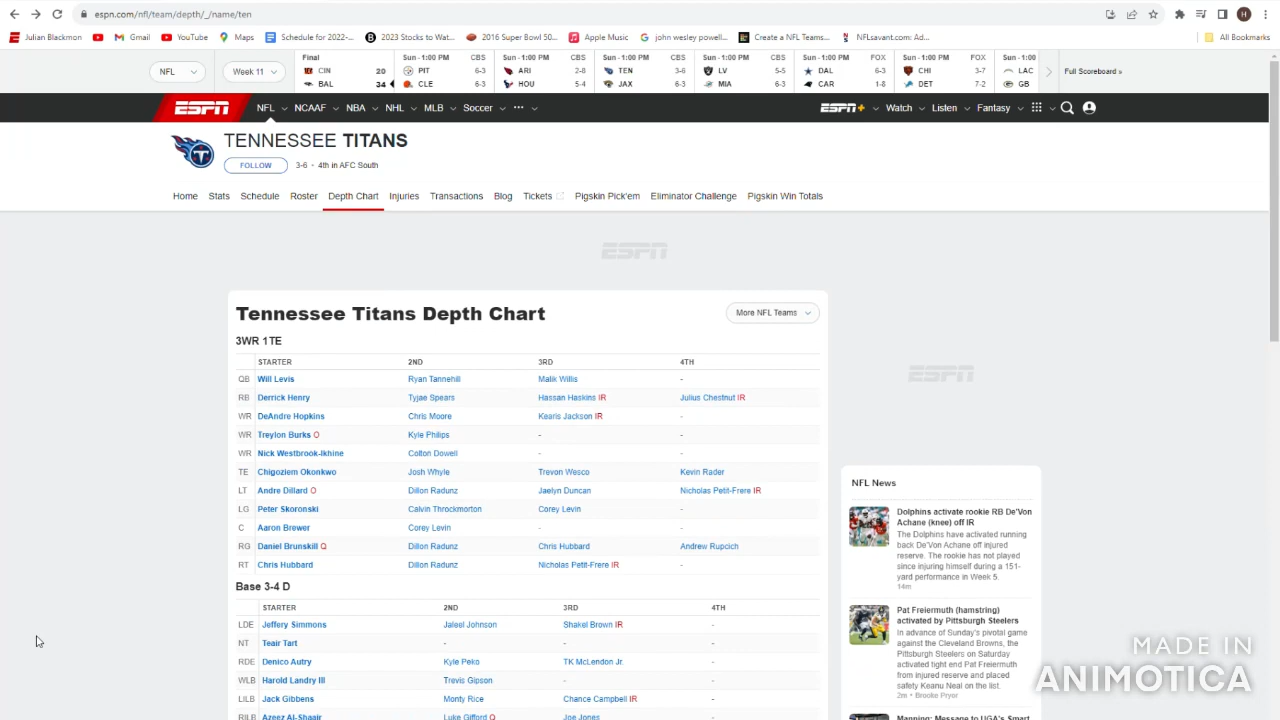 espn.com/nfl/team/depth/_/name/ten
H
Julian Blackmon Gmail YouTube Maps Schedule for 2022-... 2023 Stocks to Wat... 2016 Super Bowl 50... Apple Music john wesley powell... Create a NFL Teams... NFLsavant.com: Ad... All Bookmarks
NFL Week 11
Final
CIN 20
BAL 34
Sun - 1:00 PM CBS
PIT 6-3
CLE 6-3
Sun - 1:00 PM CBS
ARI 2-8
HOU 5-4
Sun - 1:00 PM CBS
TEN 3-6
JAX 6-3
Sun - 1:00 PM CBS
LV 5-5
MIA 6-3
Sun - 1:00 PM FOX
DAL 6-3
CAR 1-8
Sun - 1:00 PM FOX
CHI 3-7
DET 7-2
Sun - 1:00
LAC
GB
Full Scoreboard »
ESPN NFL NCAAF NBA NHL MLB Soccer ••• ESPN+ Watch Listen Fantasy
TENNESSEE TITANS
FOLLOW 3-6 • 4th in AFC South
Home Stats Schedule Roster Depth Chart Injuries Transactions Blog Tickets Pigskin Pick'em Eliminator Challenge Pigskin Win Totals
ESPN
Tennessee Titans Depth Chart More NFL Teams
3WR 1TE
STARTER 2ND 3RD 4TH
QB Will Levis Ryan Tannehill Malik Willis -
RB Derrick Henry Tyjae Spears Hassan Haskins IR Julius Chestnut IR
WR DeAndre Hopkins Chris Moore Kearis Jackson IR -
WR Treylon Burks O Kyle Philips - -
WR Nick Westbrook-Ikhine Colton Dowell - -
TE Chigoziem Okonkwo Josh Whyle Trevon Wesco Kevin Rader
LT Andre Dillard O Dillon Radunz Jaelyn Duncan Nicholas Petit-Frere IR
LG Peter Skoronski Calvin Throckmorton Corey Levin -
C Aaron Brewer Corey Levin - -
RG Daniel Brunskill Q Dillon Radunz Chris Hubbard Andrew Rupcich
RT Chris Hubbard Dillon Radunz Nicholas Petit-Frere IR -
Base 3-4 D
STARTER 2ND 3RD 4TH
LDE Jeffery Simmons Jaleel Johnson Shakel Brown IR -
NT Teair Tart - - -
RDE Denico Autry Kyle Peko TK McLendon Jr. -
WLB Harold Landry III Travis Gipson - -
LILB Jack Gibbens Monty Rice Chance Campbell IR -
RILB Azeez Al-Shaair Luke Gifford Q Joe Jones -
ESPN
NFL News
Dolphins activate rookie RB De'Von
Achane (knee) off IR
The Dolphins have activated running
back De'Von Achane off injured
reserve. The rookie has not played
since injuring himself during a 151-
yard performance in Week 5.
14m
Pat Freiermuth (hamstring)
activated by Pittsburgh Steelers
In advance of Sunday's pivotal game
against the Cleveland Browns, the
Pittsburgh Steelers on Saturday
activated tight end Pat Freiermuth
from injured reserve and placed
safety Keanu Neal on the list.
2m • Brooke Pryor
Manning: Message to UGA's Smart
MADE IN
ANIMOTICA